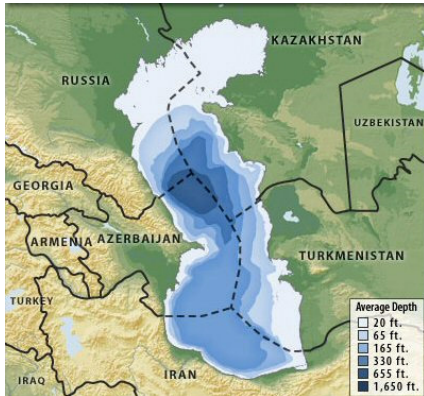 KAZAKHSTAN
RUSSIA
UZBEKISTAN
GEORGIA
ARMENIA
AZERBAIJAN
TURKMENISTAN
TURKEY
IRAN
IRAQ
Average Depth
20 ft.
65 ft.
165 ft.
330 ft.
655 ft.
1,650 ft.